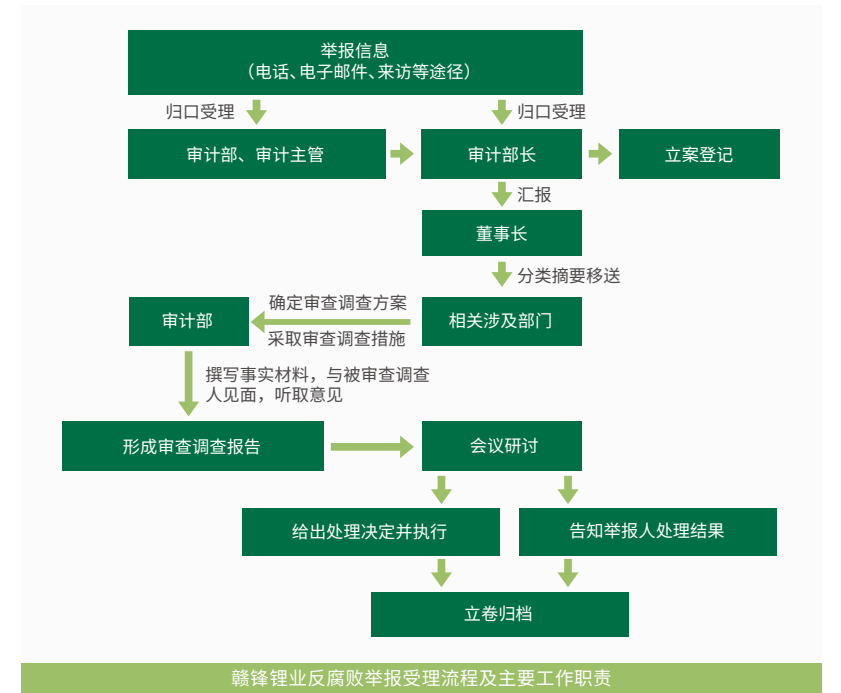 举报信息
（电话、电子邮件、来访等途径）
归口受理
归口受理
审计部、审计主管
审计部长
立案登记
汇报
董事长
分类摘要移送
确定审查调查方案
审计部
相关涉及部门
采取审查调查措施
撰写事实材料，与被审查调查
人见面，听取意见
形成审查调查报告
会议研讨
给出处理决定并执行
告知举报人处理结果
立卷归档
赣锋锂业反腐败举报受理流程及主要工作职责